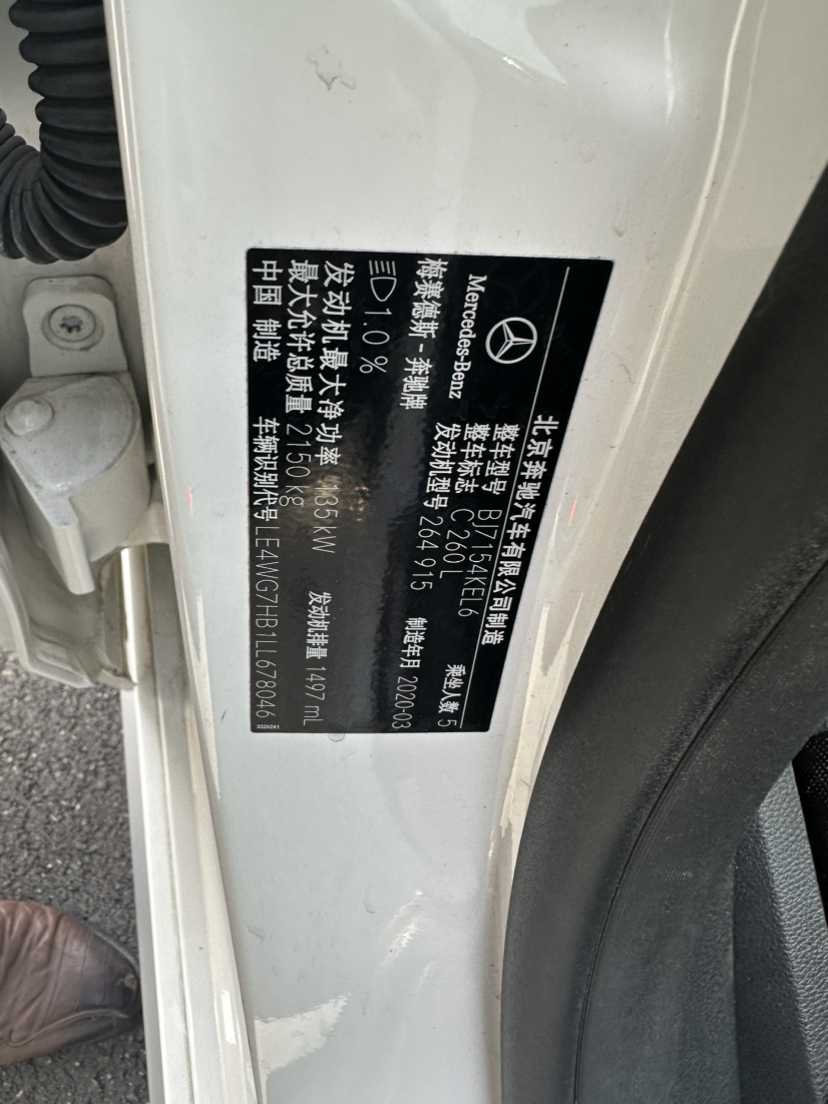 北京奔驰汽车有限公司制造
Mercedes-Benz
整车型号 BJ7154KEL6
整车标志 C 260 L
乘坐人数 5
梅赛德斯-奔驰牌
发动机型号 264 915
制造年月 2020-03
1.0 %
发动机最大净功率 135 kW
发动机排量 1497 mL
最大允许总质量 2150 kg
中国 制造
车辆识别代号 LE4WG7HB1LL678046